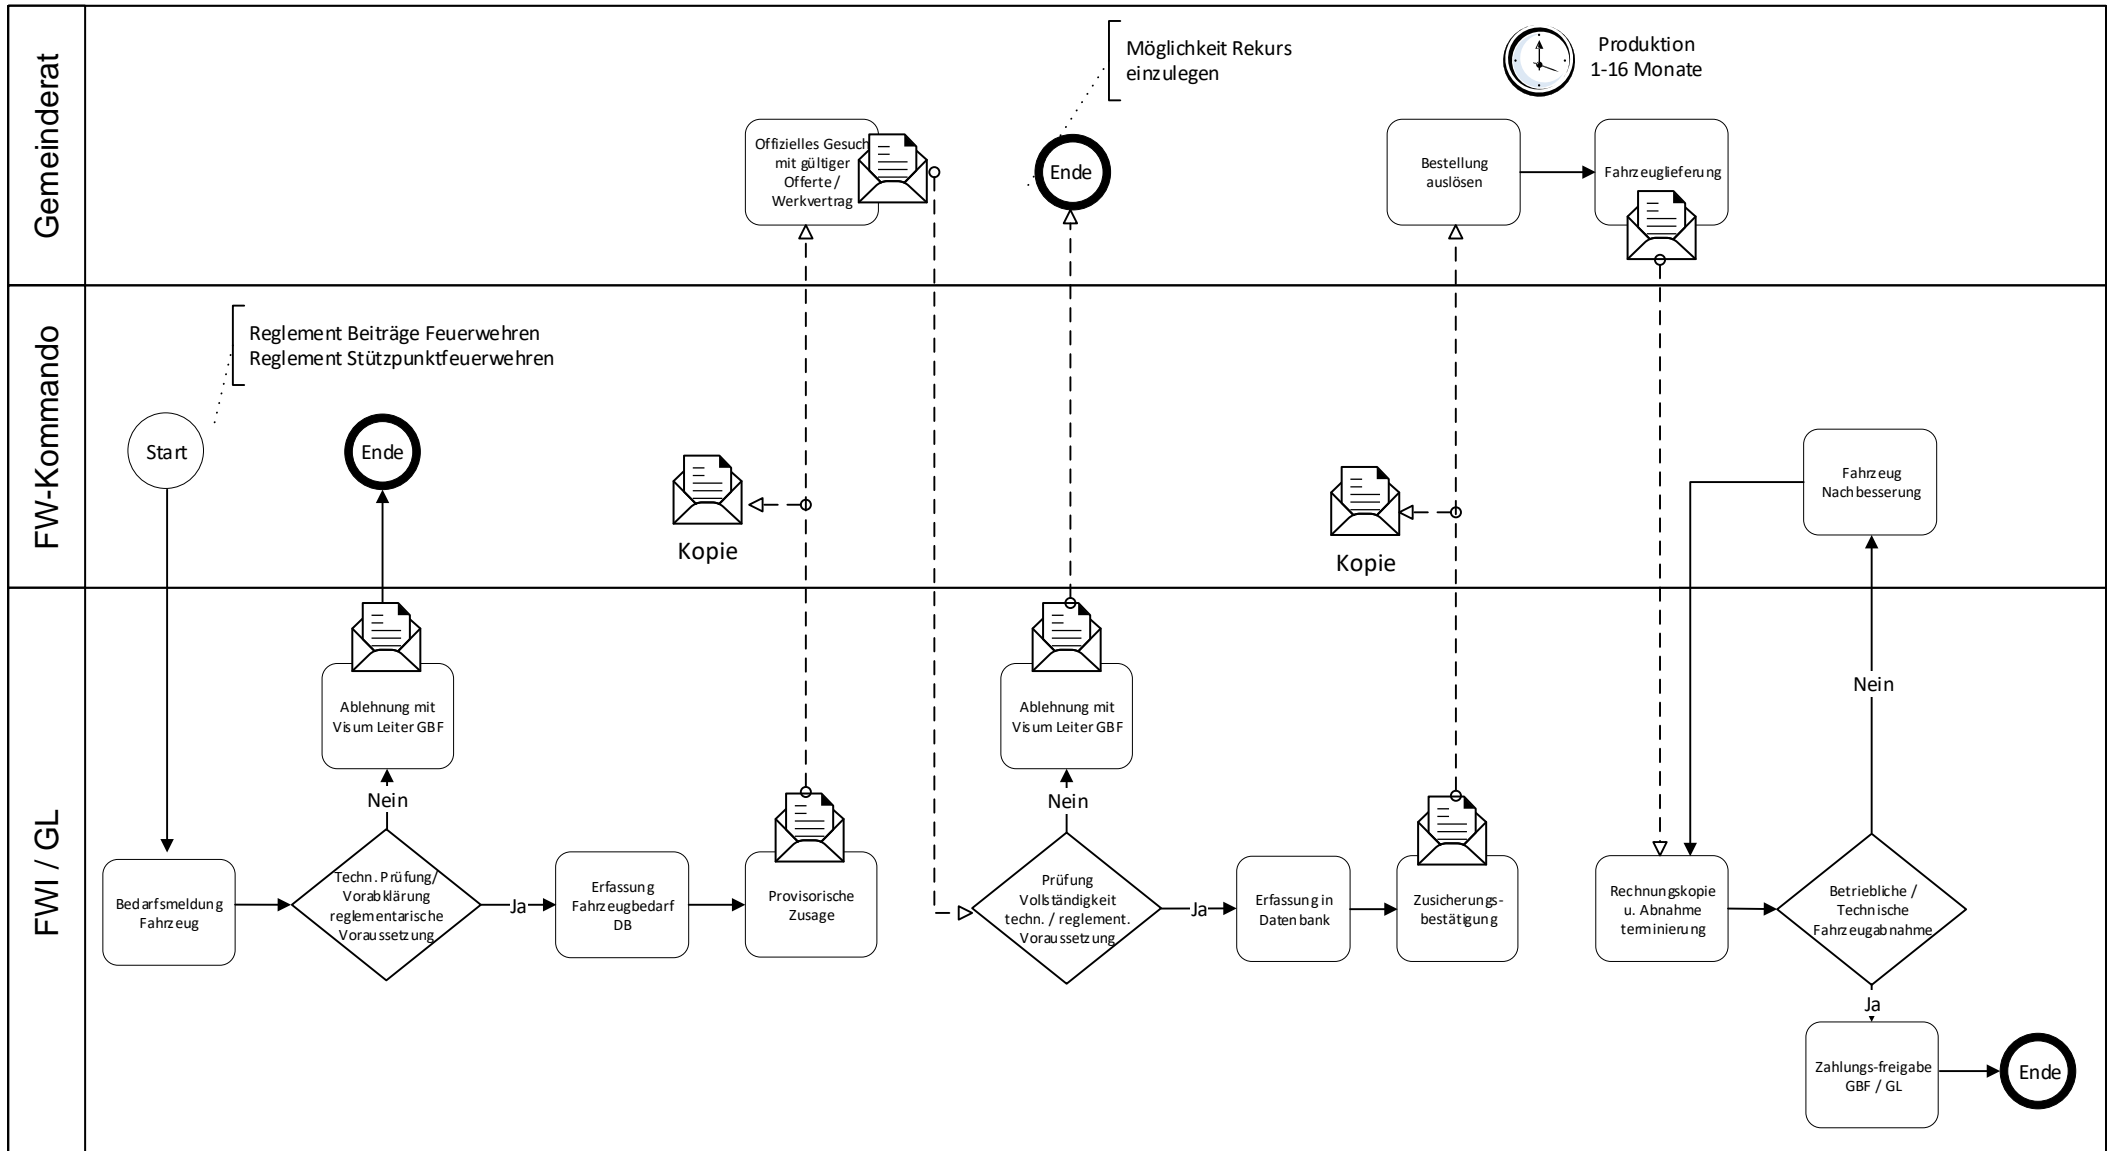 Gemeinderat
Möglichkeit Rekurs
einzulegen
Produktion
1-16 Monate
Offizielles Gesuch
mit gültiger
Offerte /
Werkvertrag
Ende
Bestellung
auslösen
Fahrzeuglieferung
FW-Kommando
Reglement Beiträge Feuerwehren
Reglement Stützpunktfeuerwehren
Start
Ende
Kopie
Kopie
Fahrzeug
Nachbesserung
FWI / GL
Ablehnung mit
Visum Leiter GBF
Nein
Bedarfsmeldung
Fahrzeug
Techn. Prüfung/
Vorabklärung
reglementarische
Voraussetzung
Ja
Erfassung
Fahrzeugbedarf
DB
Provisorische
Zusage
Ablehnung mit
Visum Leiter GBF
Nein
Prüfung
Vollständigkeit
techn. / reglement.
Voraussetzung
Ja
Erfassung in
Datenbank
Zusicherungs-
bestätigung
Rechnungskopie
u. Abnahme
terminierung
Nein
Betriebliche /
Technische
Fahrzeugabnahme
Ja
Zahlungs-freigabe
GBF / GL
Ende